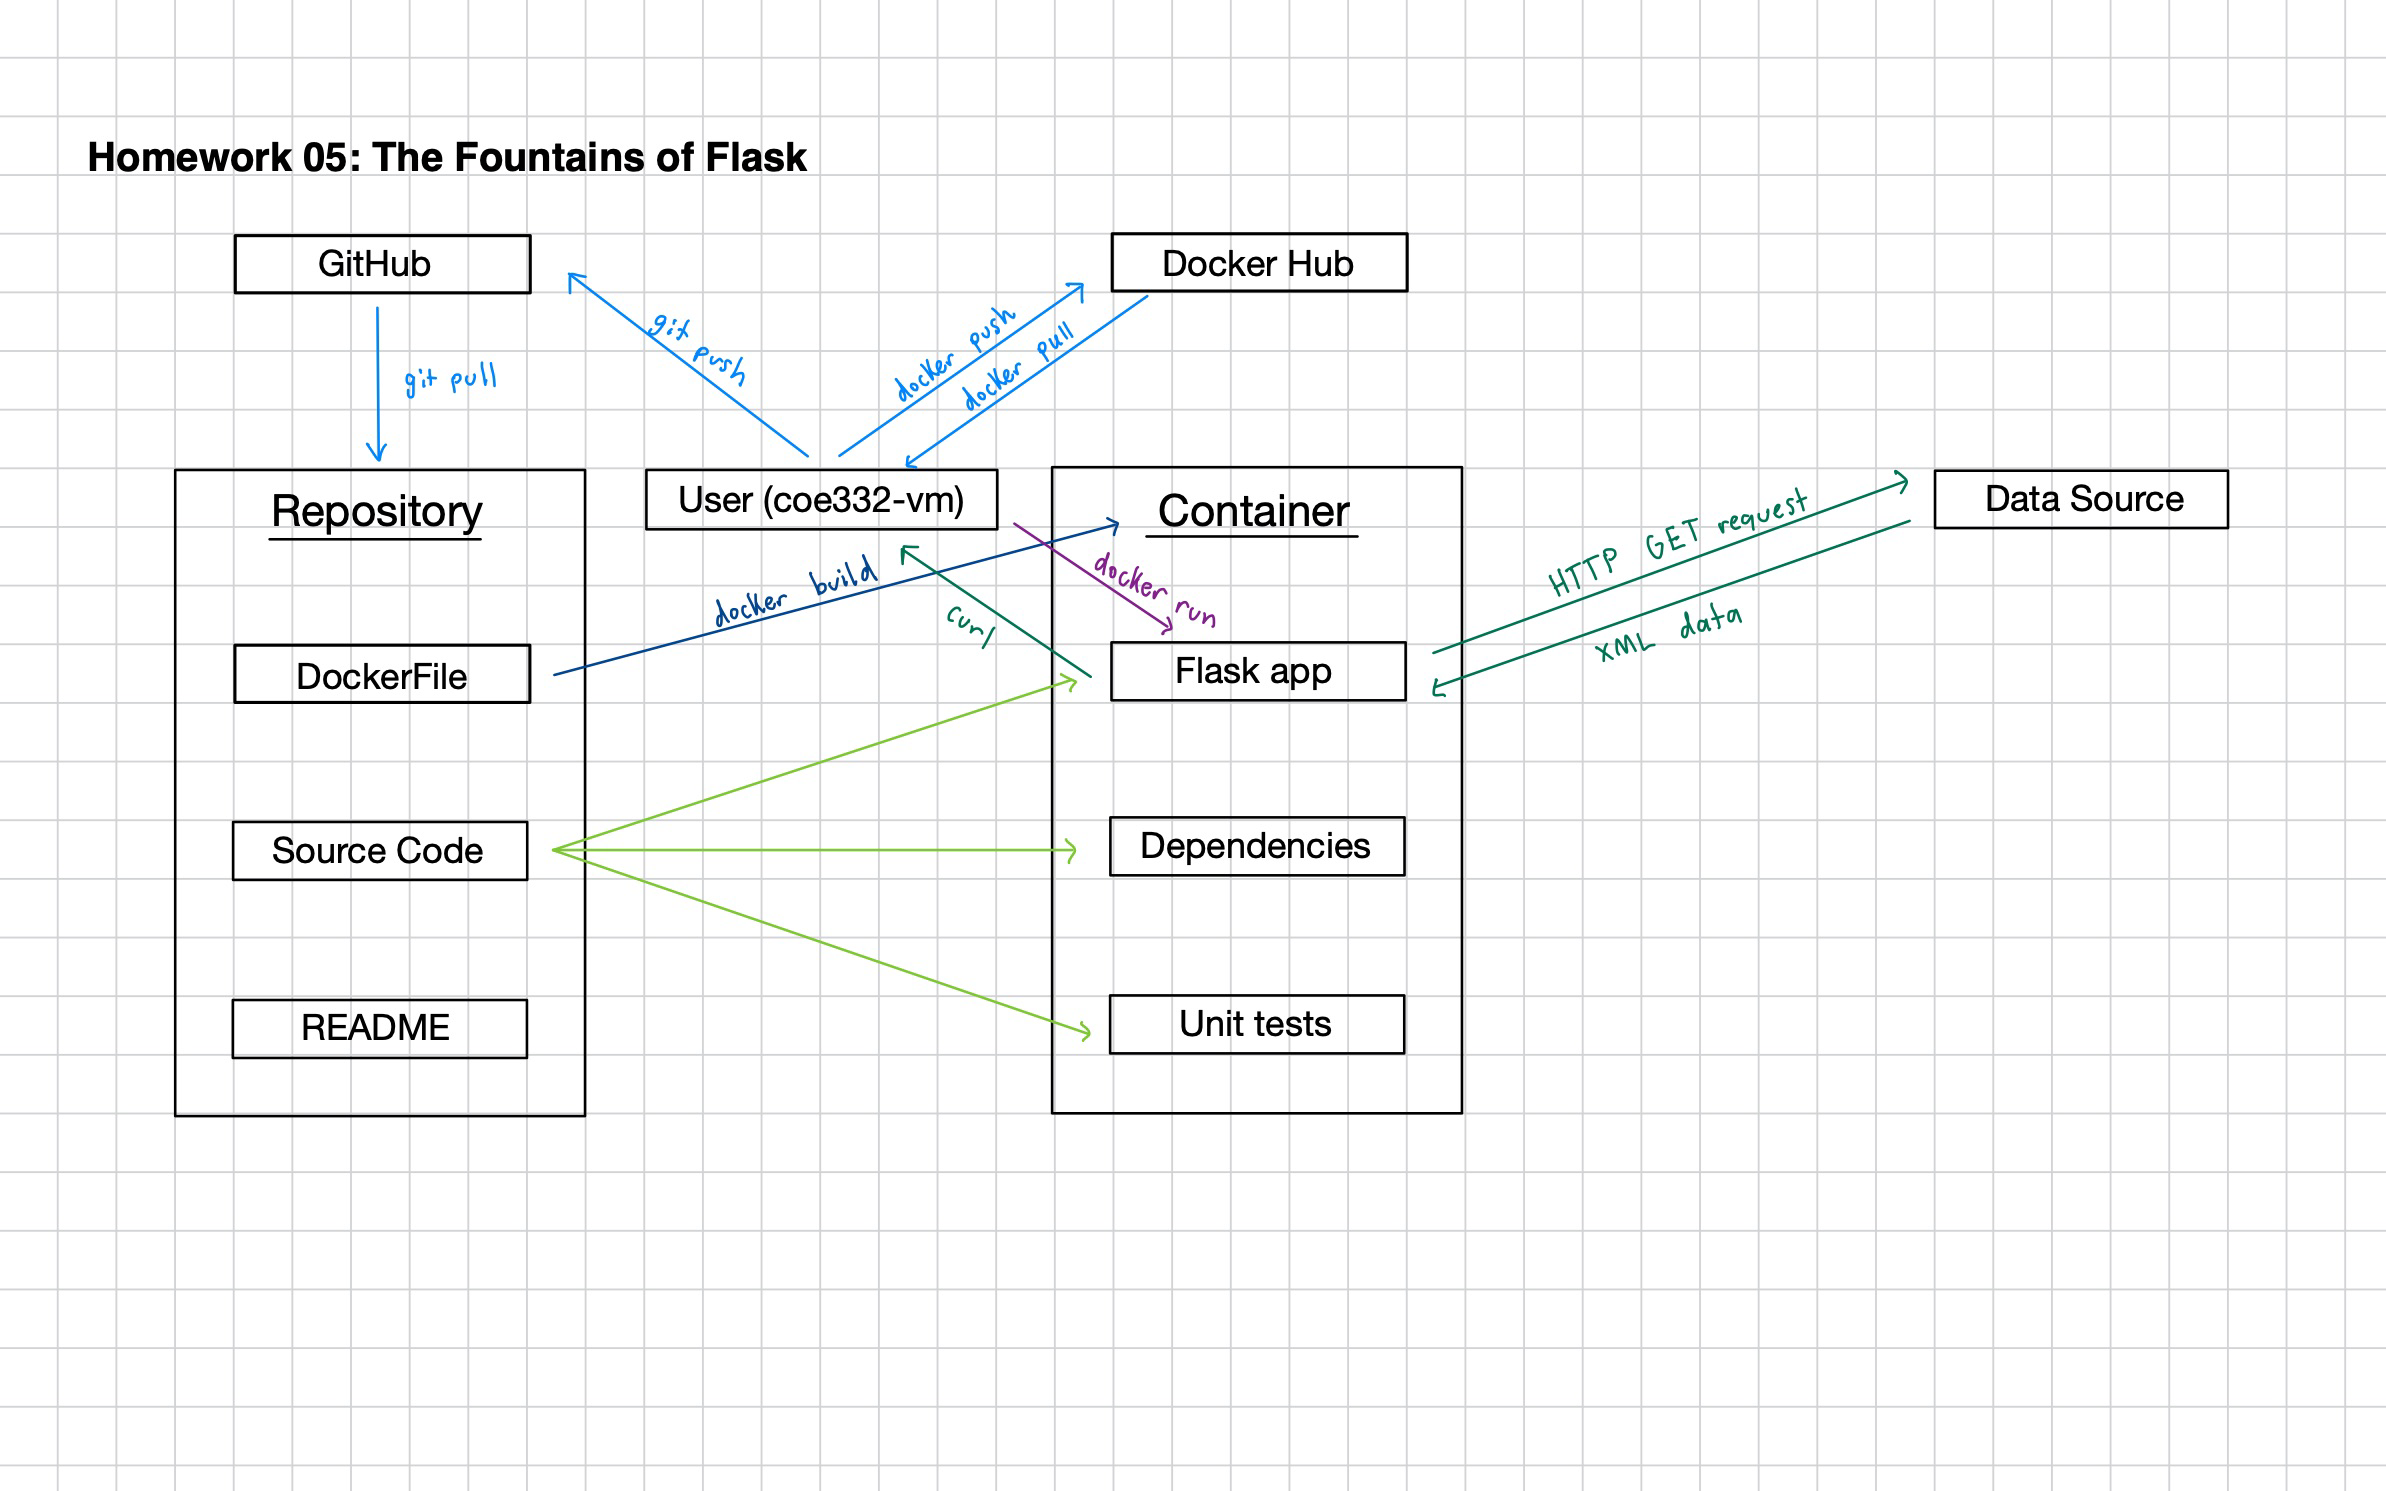 Homework 05: The Fountains of Flask
GitHub
Docker Hub
git push
docker push
docker pull
git pull
Repository
User (coe332-vm)
Container
Data Source
HTTP GET request
docker build
docker run
curl
XML data
DockerFile
Flask app
Source Code
Dependencies
README
Unit tests